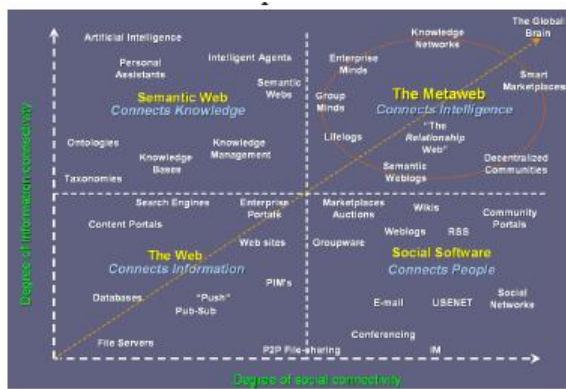 The Global
Brain
Knowledge
Networks
Artificial Intelligence
Intelligent Agents
Enterprise
Minds
Personal
Assistants
Smart
Marketplaces
Semantic
Webs
Semantic Web
Connects Knowledge
Group
Minds
The Metaweb
Connects Intelligence
Lifelogs
"The
Relationship
Web"
Ontologies
Knowledge
Management
Knowledge
Bases
Decentralized
Communities
Semantic
Weblogs
Taxonomies
Search Engines
Enterprise
Portals
Marketplaces
Auctions
Wikis
Community
Portals
Content Portals
Weblogs
RSS
Web sites
Groupware
The Web
Connects Information
Social Software
Connects People
PIM's
Databases
"Push"
Pub-Sub
E-mail
USENET
Social
Networks
Conferencing
File Servers
P2P File-sharing
IM
Degree of Information connectivity
Degree of social connectivity